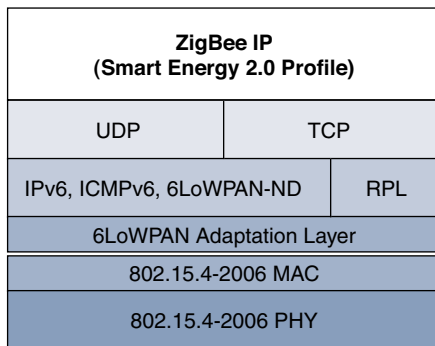 ZigBee IP
(Smart Energy 2.0 Profile)
UDP
TCP
IPv6, ICMPv6, 6LoWPAN-ND
RPL
6LoWPAN Adaptation Layer
802.15.4-2006 MAC
802.15.4-2006 PHY